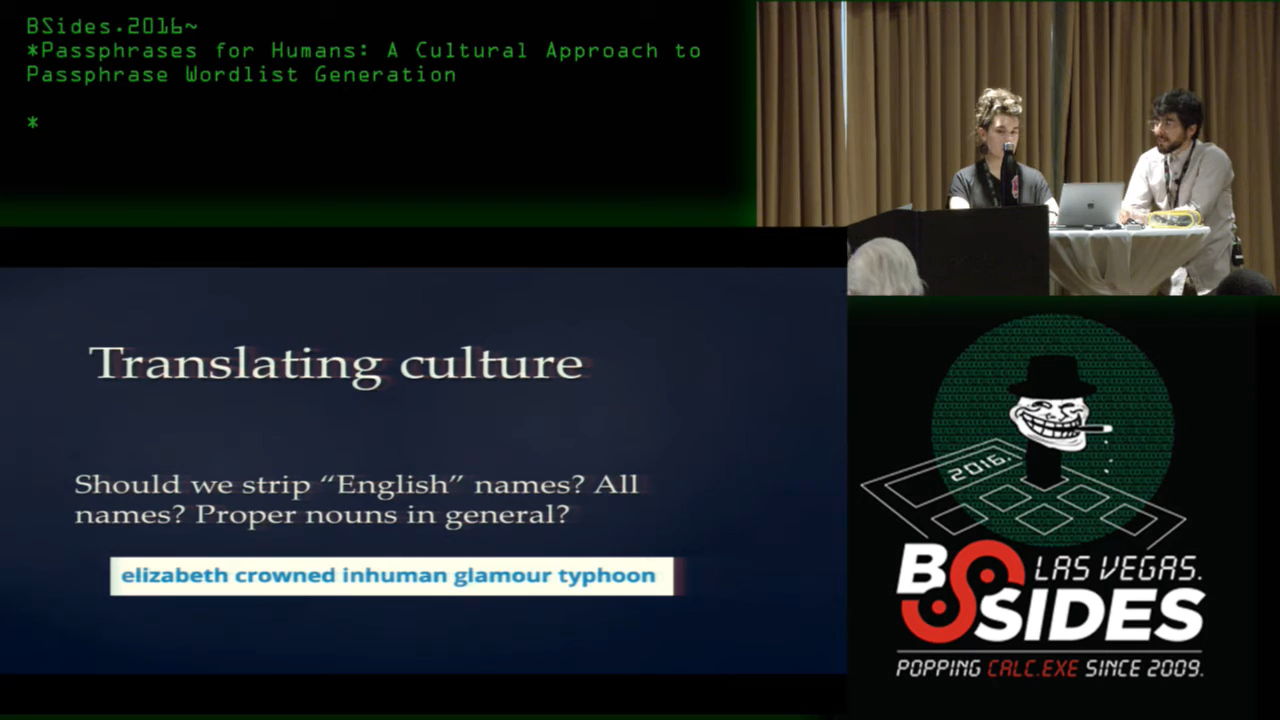 BSides.2016~
*Passphrases for Humans: A Cultural Approach to
Passphrase Wordlist Generation
*
Translating culture
Should we strip “English” names? All
names? Proper nouns in general?
elizabeth crowned inhuman glamour typhoon
2016.
BSIDES
LAS VEGAS.
POPPING CALC.EXE SINCE 2009.